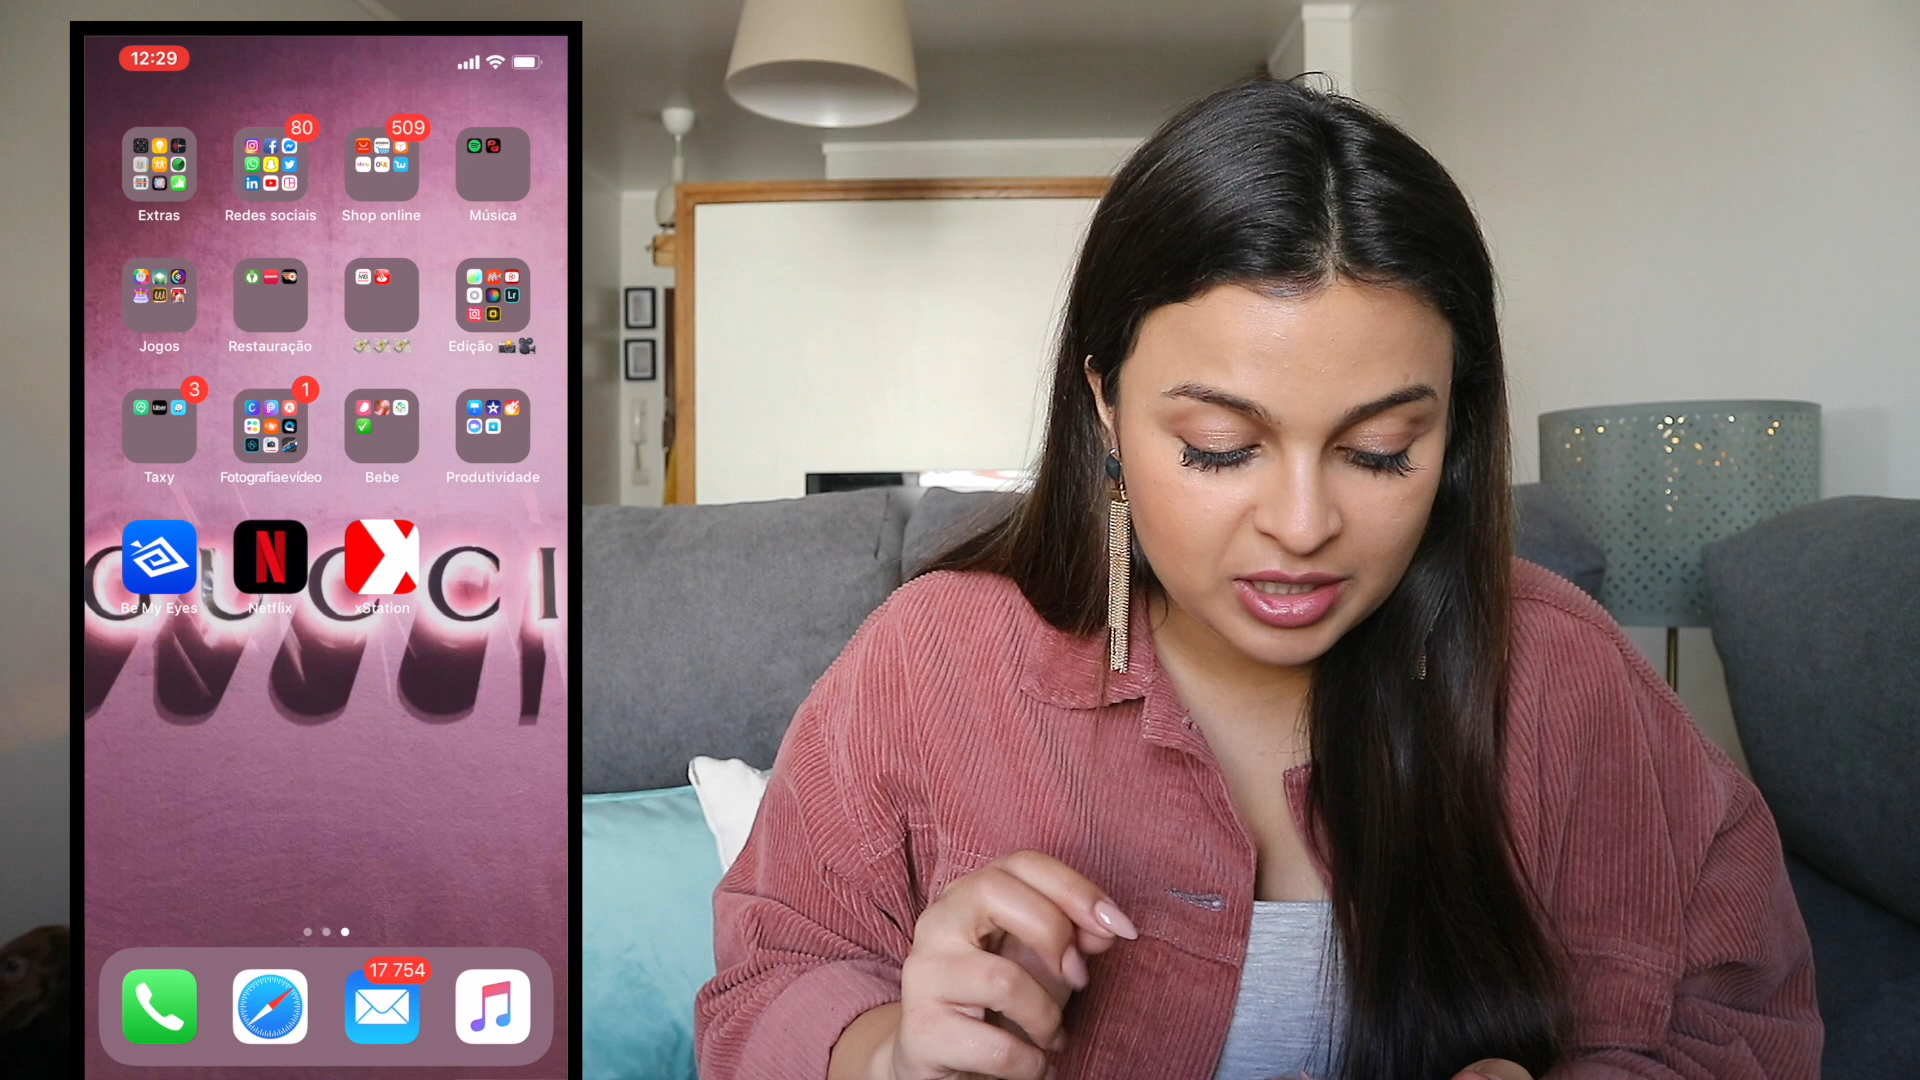 12:29
80
509
Extras
Redes sociais
Shop online
Música
Jogos
Restauração
💸💸💸
Edição 📸🎥
3
1
Taxy
Fotografiaevídeo
Bebe
Produtividade
GUCCI
Be My Eyes
Netflix
xStation
17 754